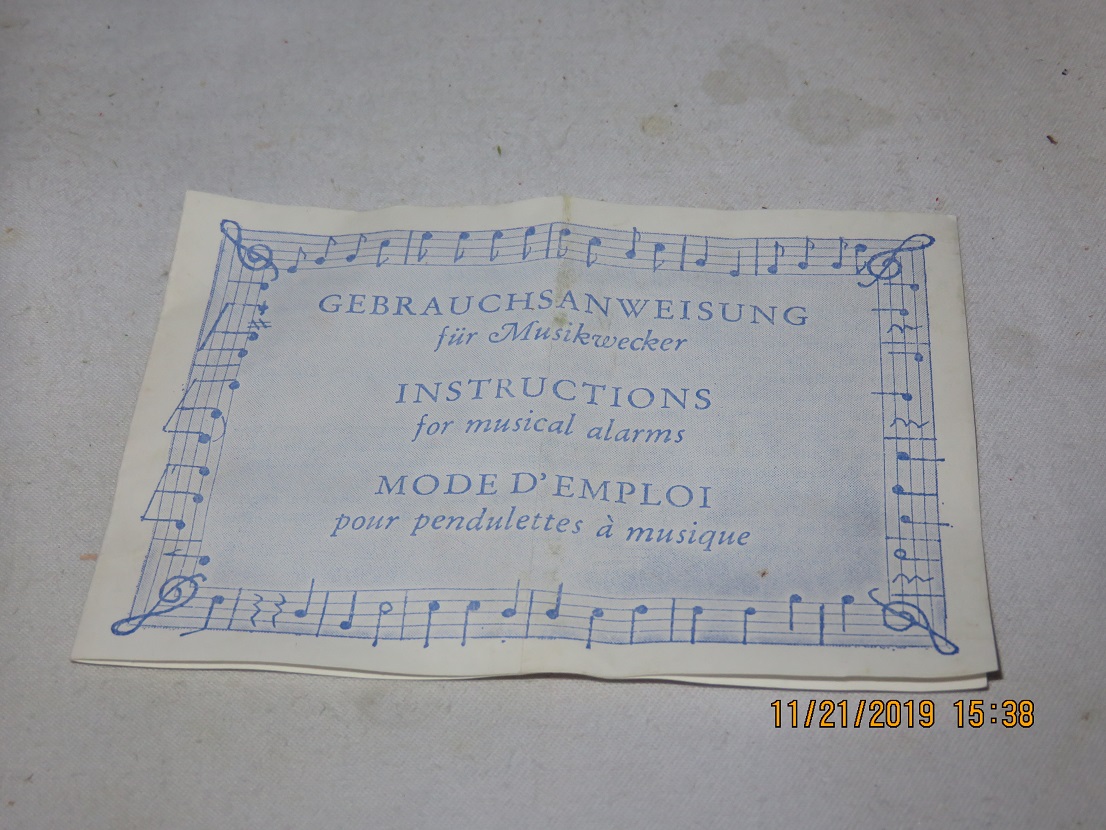 GEBRAUCHSANWEISUNG
für Musikwecker
INSTRUCTIONS
for musical alarms
MODE D'EMPLOI
pour pendulettes à musique
11/21/2019 15:38